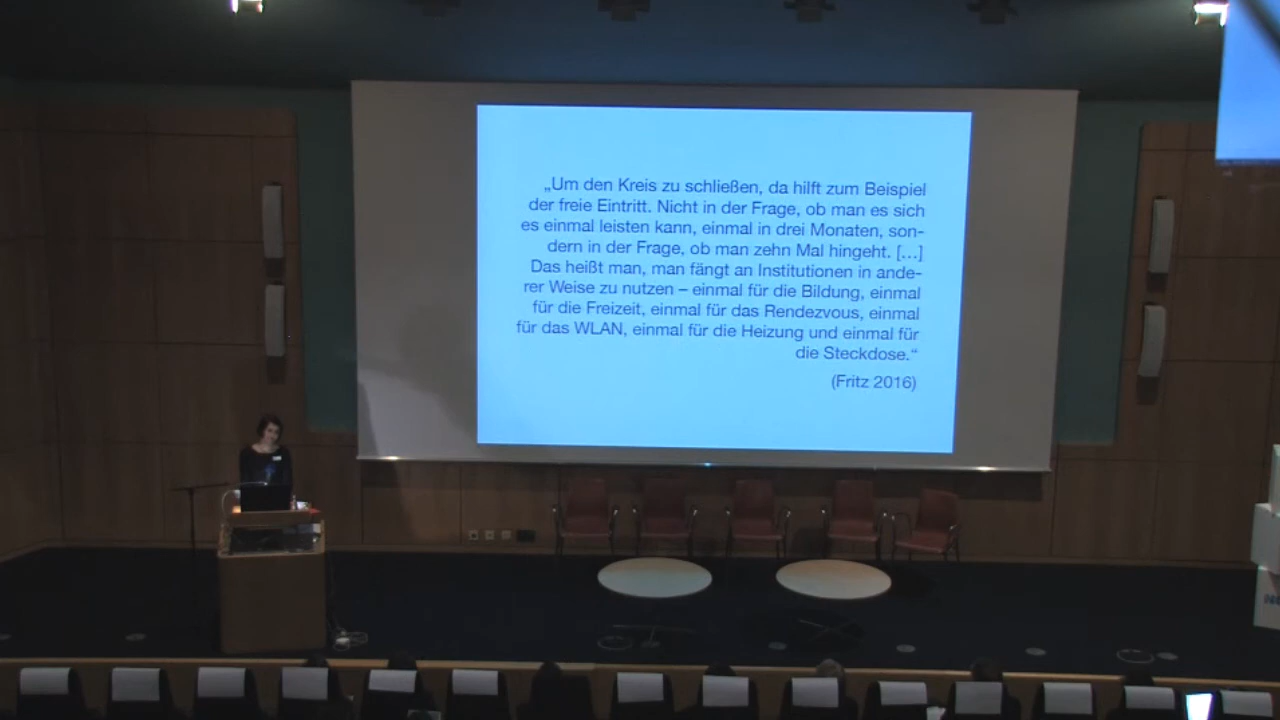 „Um den Kreis zu schließen, da hilft zum Beispiel
der freie Eintritt. Nicht in der Frage, ob man es sich
es einmal leisten kann, einmal in drei Monaten, son-
dern in der Frage, ob man zehn Mal hingeht. […]
Das heißt man, man fängt an Institutionen in ande-
rer Weise zu nutzen – einmal für die Bildung, einmal
für die Freizeit, einmal für das Rendezvous, einmal
für das WLAN, einmal für die Heizung und einmal für
die Steckdose.“
(Fritz 2016)